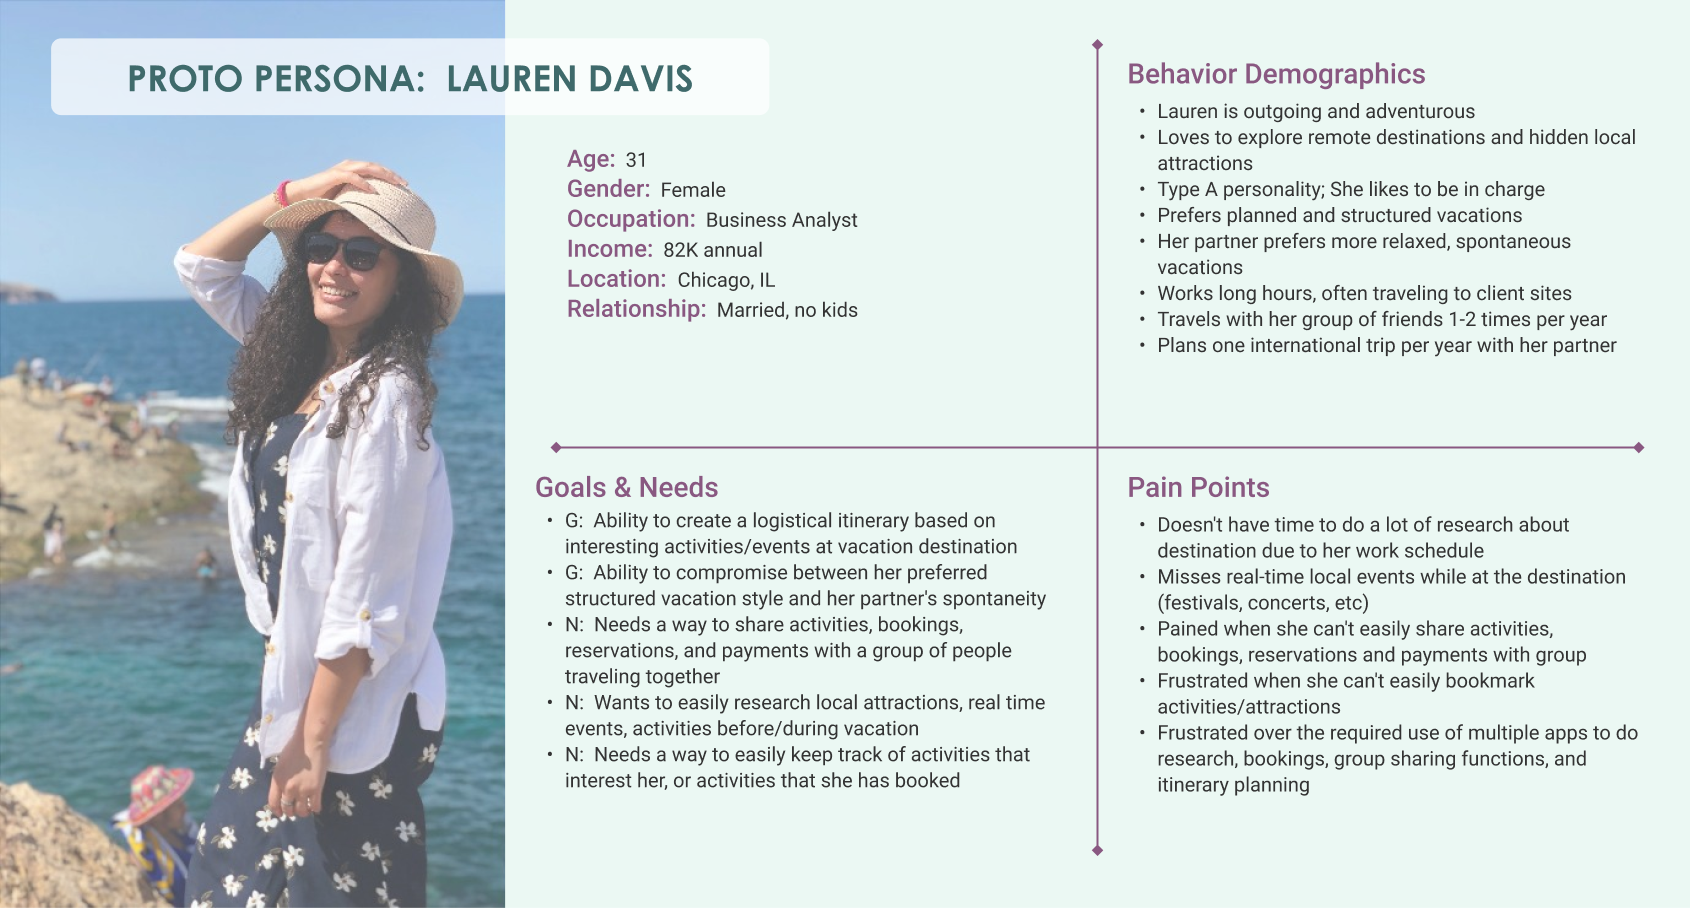 PROTO PERSONA:  LAUREN DAVIS
Age:  31
Gender:  Female
Occupation:  Business Analyst
Income:  82K annual
Location:  Chicago, IL
Relationship:  Married, no kids
Behavior Demographics
• Lauren is outgoing and adventurous
• Loves to explore remote destinations and hidden local
attractions
• Type A personality; She likes to be in charge
• Prefers planned and structured vacations
• Her partner prefers more relaxed, spontaneous
vacations
• Works long hours, often traveling to client sites
• Travels with her group of friends 1-2 times per year
• Plans one international trip per year with her partner
Goals & Needs
• G:  Ability to create a logistical itinerary based on
interesting activities/events at vacation destination
• G:  Ability to compromise between her preferred
structured vacation style and her partner's spontaneity
• N:  Needs a way to share activities, bookings,
reservations, and payments with a group of people
traveling together
• N:  Wants to easily research local attractions, real time
events, activities before/during vacation
• N:  Needs a way to easily keep track of activities that
interest her, or activities that she has booked
Pain Points
• Doesn't have time to do a lot of research about
destination due to her work schedule
• Misses real-time local events while at the destination
(festivals, concerts, etc)
• Pained when she can't easily share activities,
bookings, reservations and payments with group
• Frustrated when she can't easily bookmark
activities/attractions
• Frustrated over the required use of multiple apps to do
research, bookings, group sharing functions, and
itinerary planning